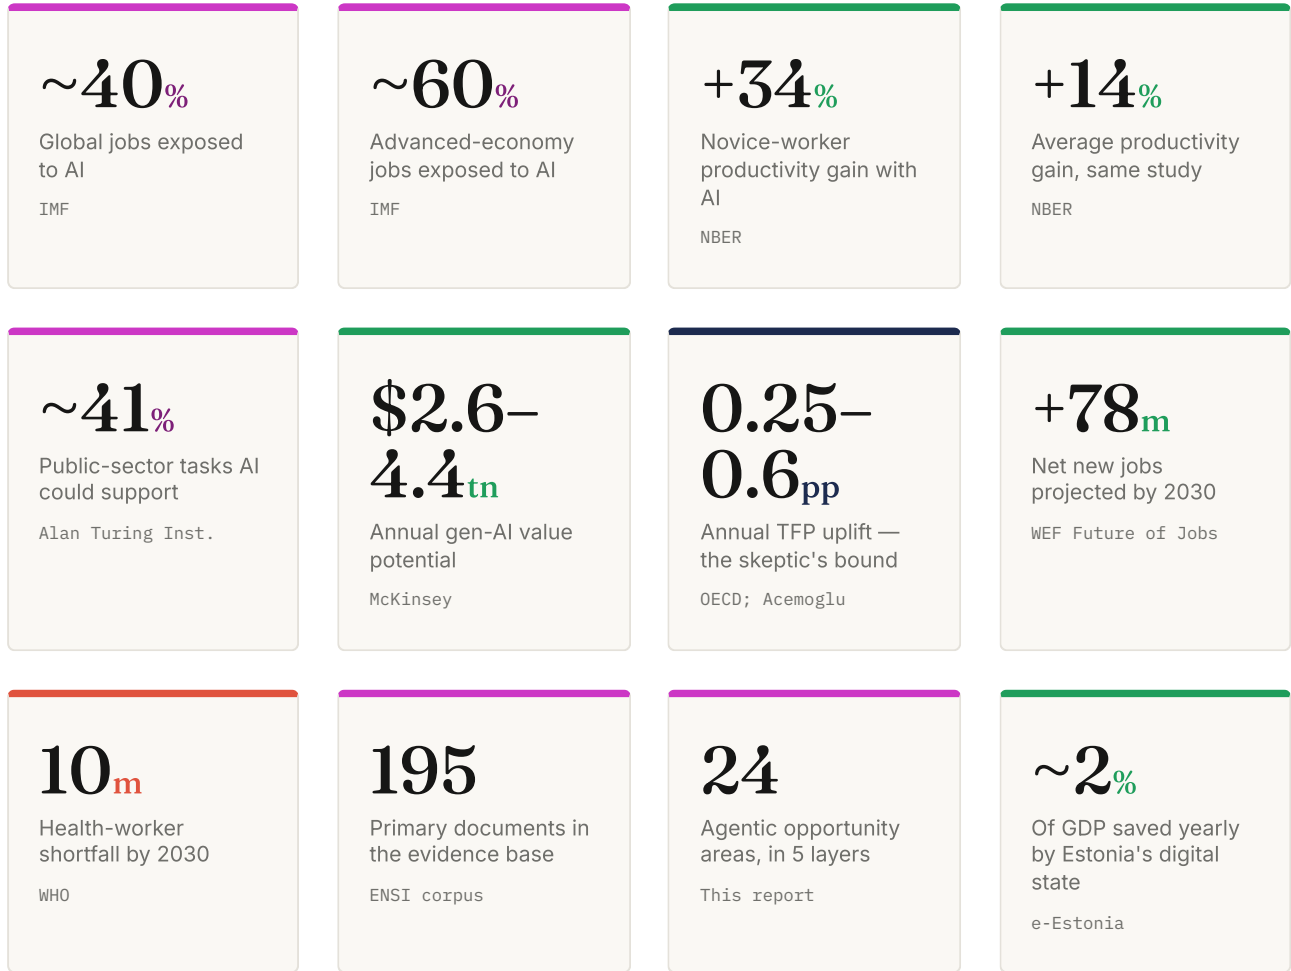 ~40%
Global jobs exposed
to AI
IMF
~60%
Advanced-economy
jobs exposed to AI
IMF
+34%
Novice-worker
productivity gain with
AI
NBER
+14%
Average productivity
gain, same study
NBER
~41%
Public-sector tasks AI
could support
Alan Turing Inst.
$2.6–
4.4tn
Annual gen-AI value
potential
McKinsey
0.25–
0.6pp
Annual TFP uplift —
the skeptic's bound
OECD; Acemoglu
+78m
Net new jobs
projected by 2030
WEF Future of Jobs
10m
Health-worker
shortfall by 2030
WHO
195
Primary documents in
the evidence base
ENSI corpus
24
Agentic opportunity
areas, in 5 layers
This report
~2%
Of GDP saved yearly
by Estonia's digital
state
e-Estonia